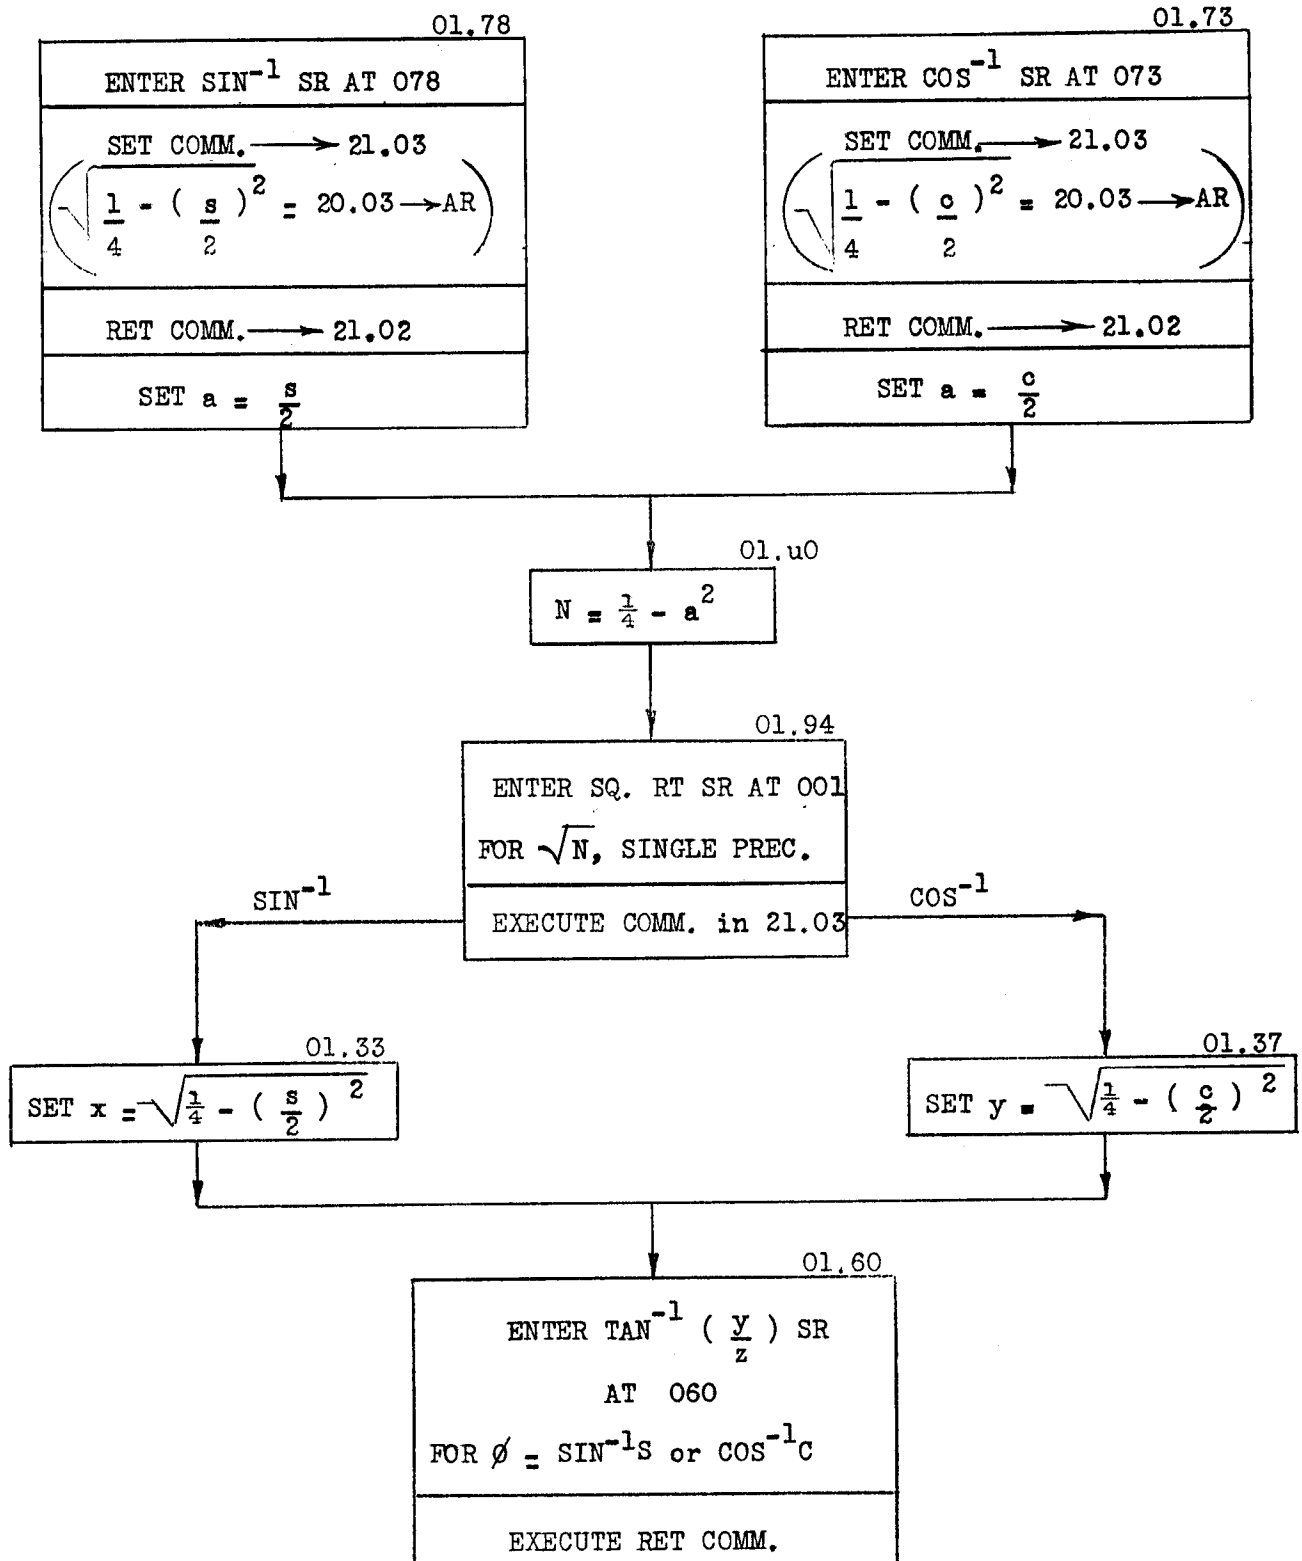 01.78
ENTER SIN⁻¹ SR AT 078
SET COMM. → 21.03
(√(1/4 - (s/2)²) = 20.03 → AR)
RET COMM. → 21.02
SET a = s/2
01.73
ENTER COS⁻¹ SR AT 073
SET COMM. → 21.03
(√(1/4 - (c/2)²) = 20.03 → AR)
RET COMM. → 21.02
SET a = c/2
01.u0
N = 1/4 - a²
01.94
ENTER SQ. RT SR AT 001
FOR √N, SINGLE PREC.
EXECUTE COMM. in 21.03
SIN⁻¹
COS⁻¹
01.33
SET x = √(1/4 - (s/2)²)
01.37
SET y = √(1/4 - (c/2)²)
01.60
ENTER TAN⁻¹ (y/z) SR
AT 060
FOR ∅ = SIN⁻¹S or COS⁻¹C
EXECUTE RET COMM.